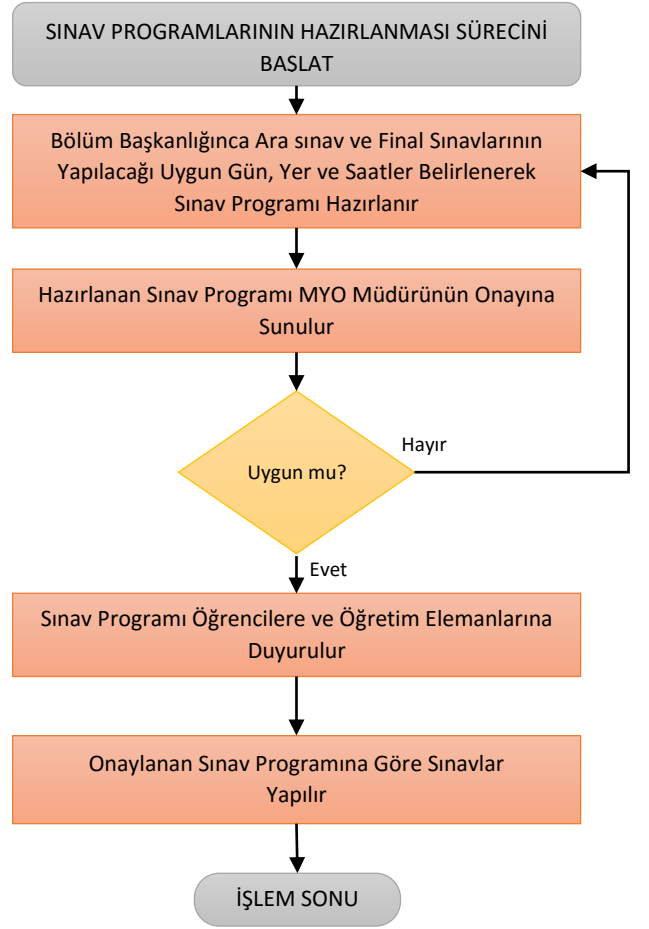 SINAV PROGRAMLARININ HAZIRLANMASI SÜRECİNİ
BAŞLAT
Bölüm Başkanlığınca Ara sınav ve Final Sınavlarının
Yapılacağı Uygun Gün, Yer ve Saatler Belirlenerek
Sınav Programı Hazırlanır
Hazırlanan Sınav Programı MYO Müdürünün Onayına
Sunulur
Uygun mu?
Hayır
Evet
Sınav Programı Öğrencilere ve Öğretim Elemanlarına
Duyurulur
Onaylanan Sınav Programına Göre Sınavlar
Yapılır
İŞLEM SONU